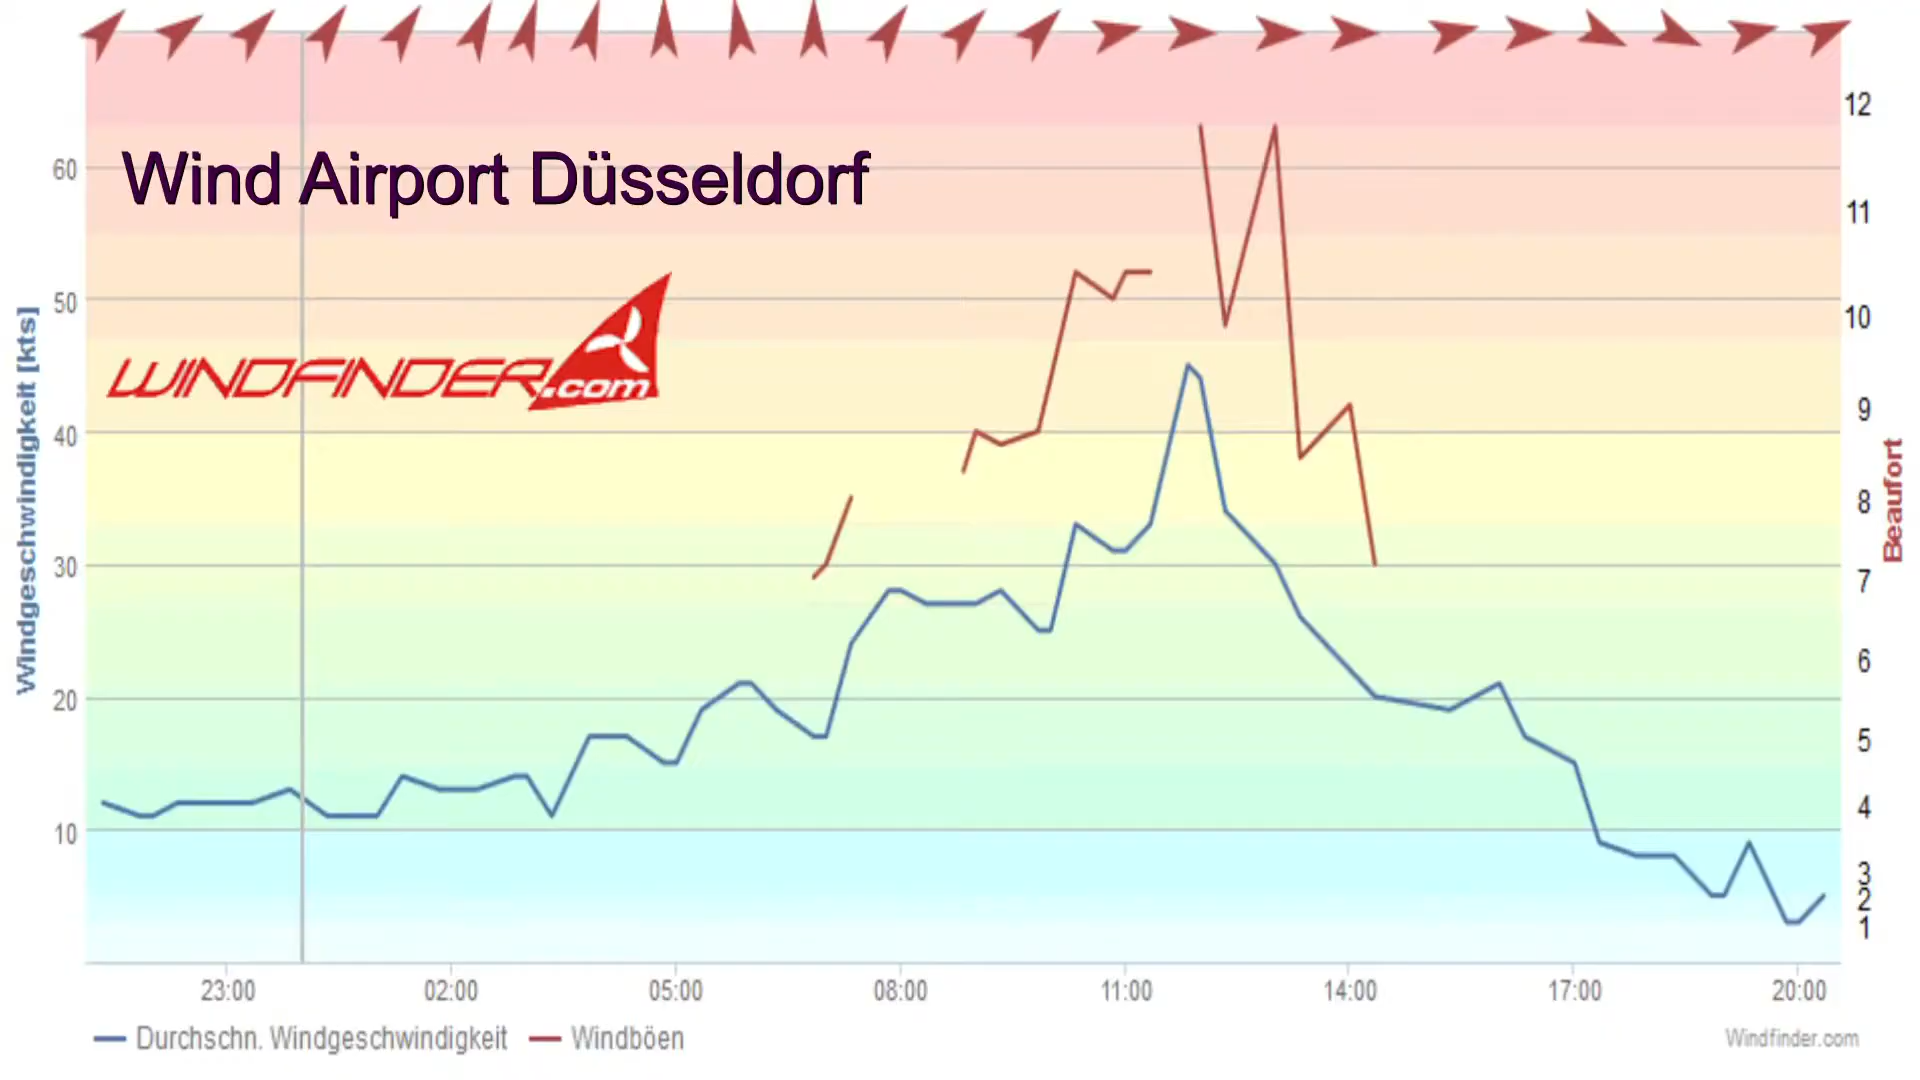 Wind Airport Düsseldorf
WINDFINDER.com
Windgeschwindigkeit [kts]
60
50
40
30
20
10
12
11
10
9
8
7
6
5
4
3
2
1
Beaufort
23:00 02:00 05:00 08:00 11:00 14:00 17:00 20:00
Durchschn. Windgeschwindigkeit Windböen
Windfinder.com